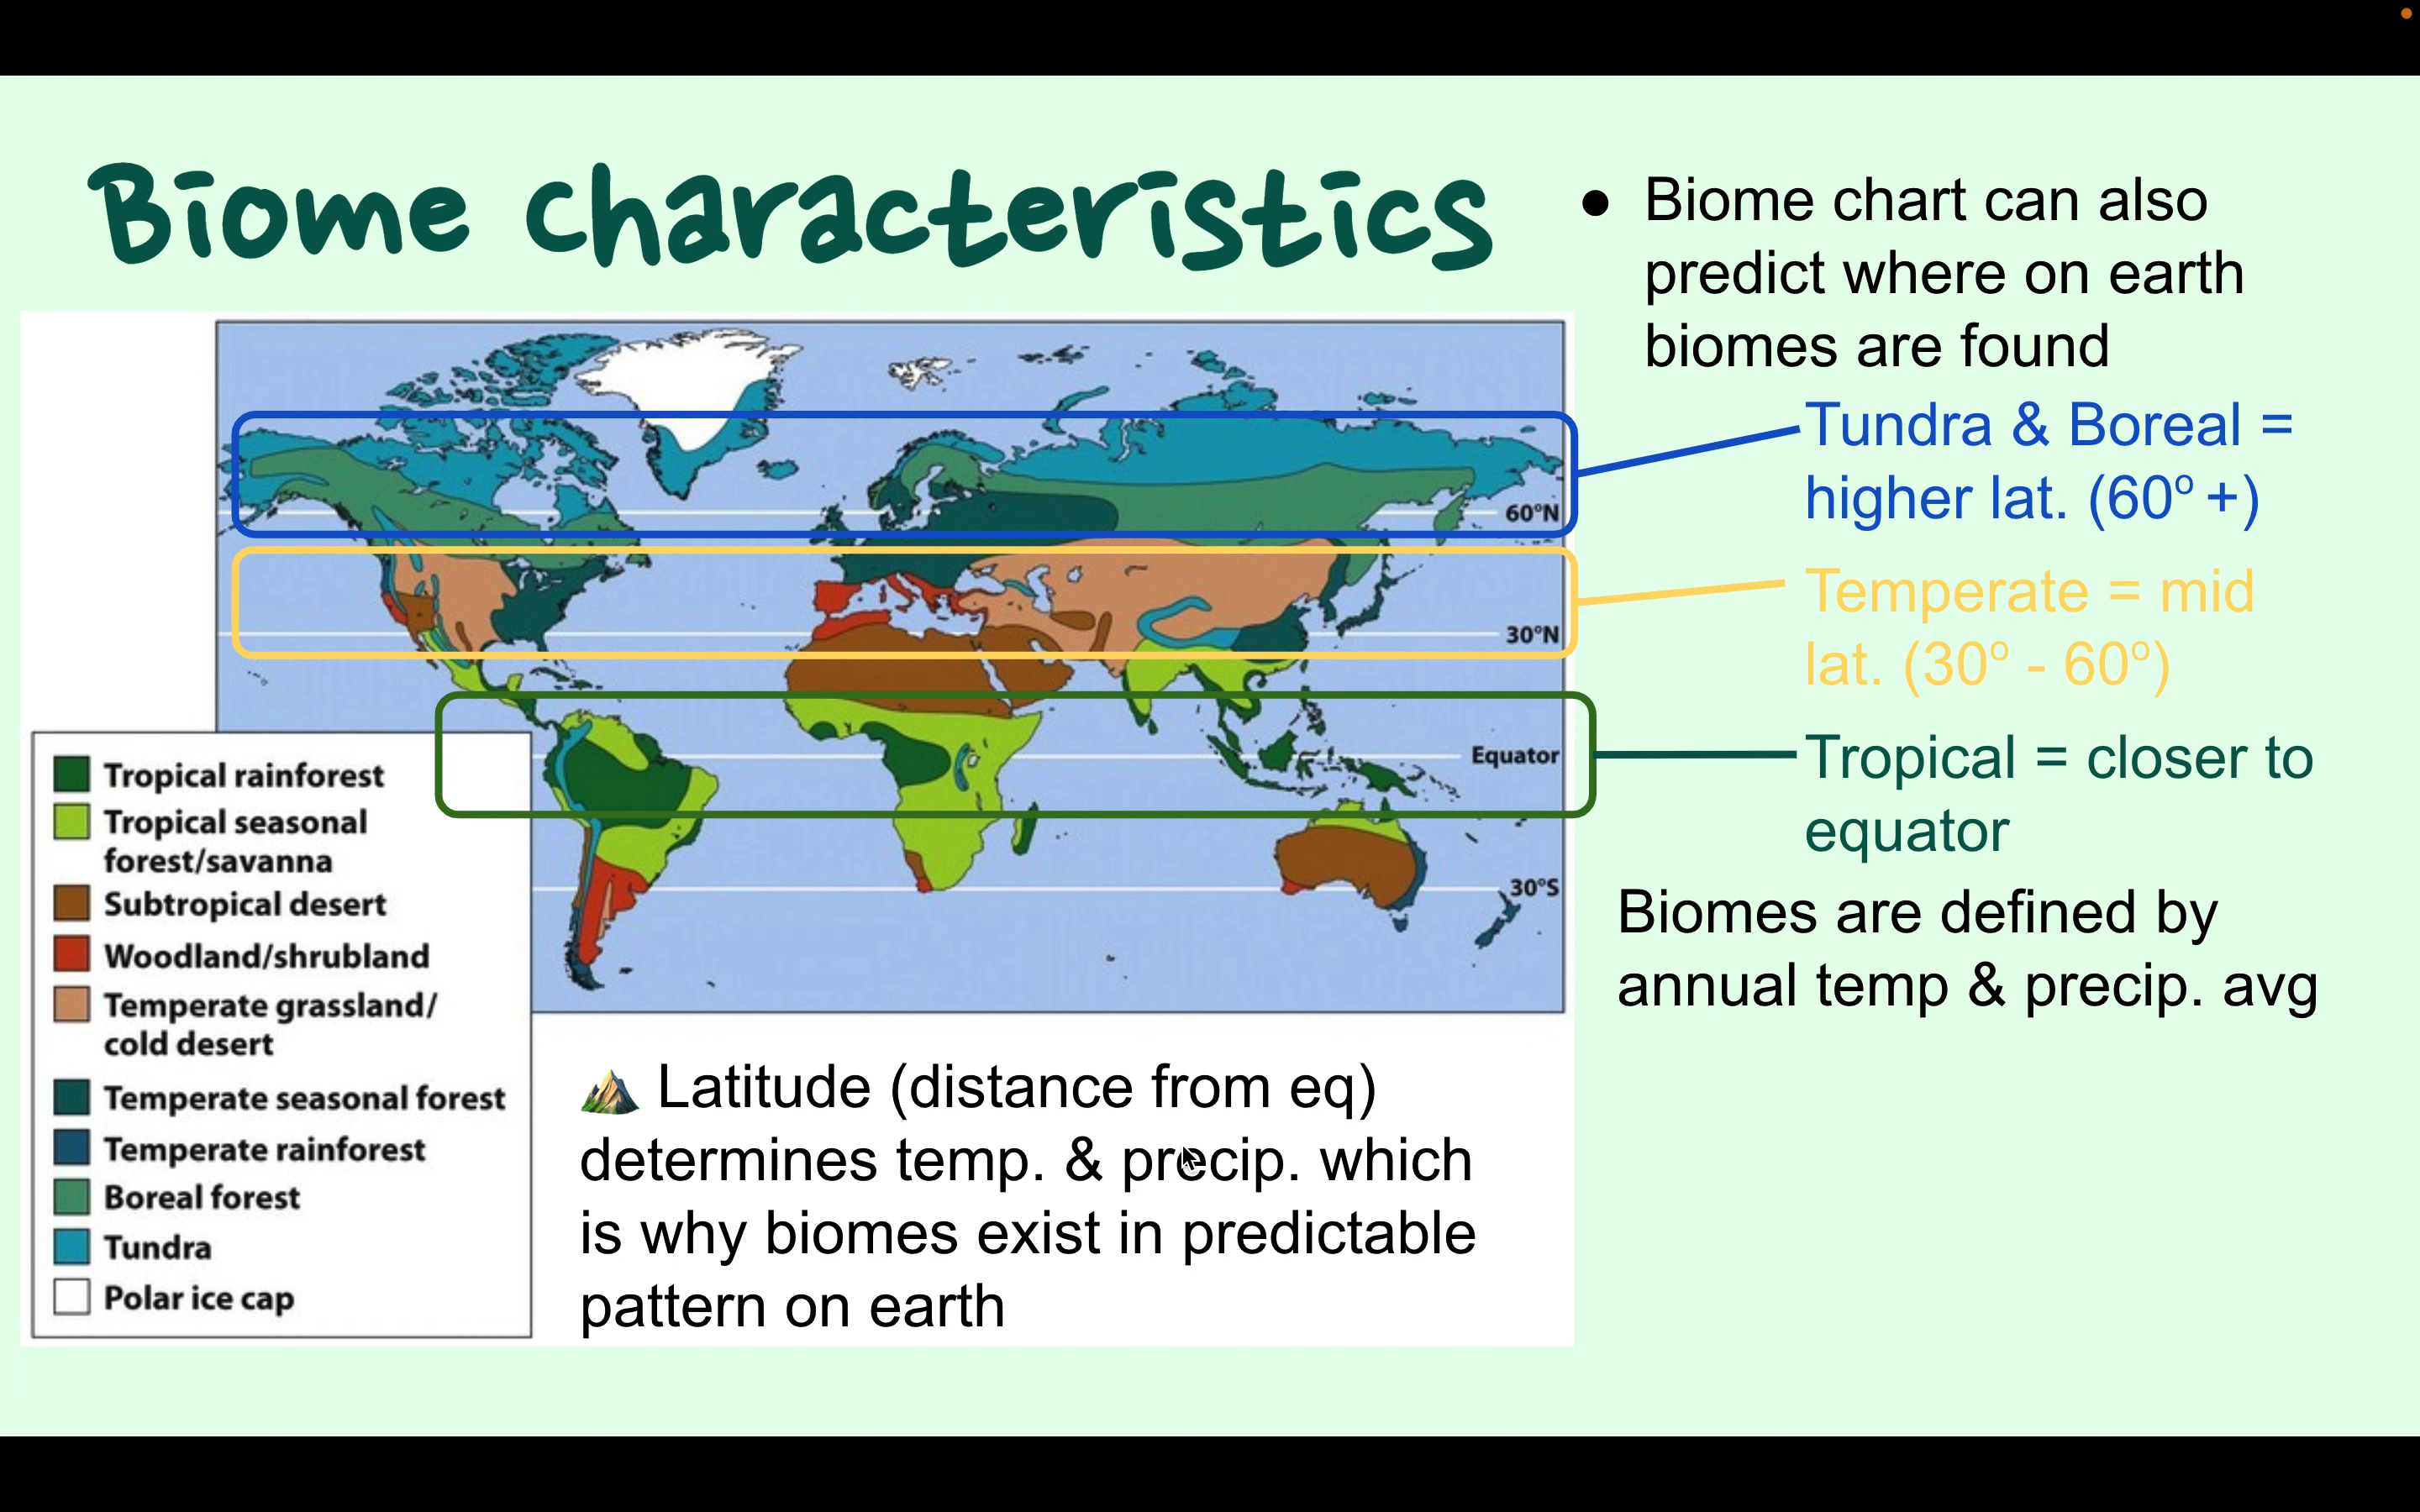 Biome characteristics
● Biome chart can also
predict where on earth
biomes are found
Tundra & Boreal =
higher lat. (60º +)
Temperate = mid
lat. (30º - 60º)
Tropical = closer to
equator
Biomes are defined by
annual temp & precip. avg
60°N
30°N
Equator
30°S
Tropical rainforest
Tropical seasonal
forest/savanna
Subtropical desert
Woodland/shrubland
Temperate grassland/
cold desert
Temperate seasonal forest
Temperate rainforest
Boreal forest
Tundra
Polar ice cap
Latitude (distance from eq)
determines temp. & precip. which
is why biomes exist in predictable
pattern on earth